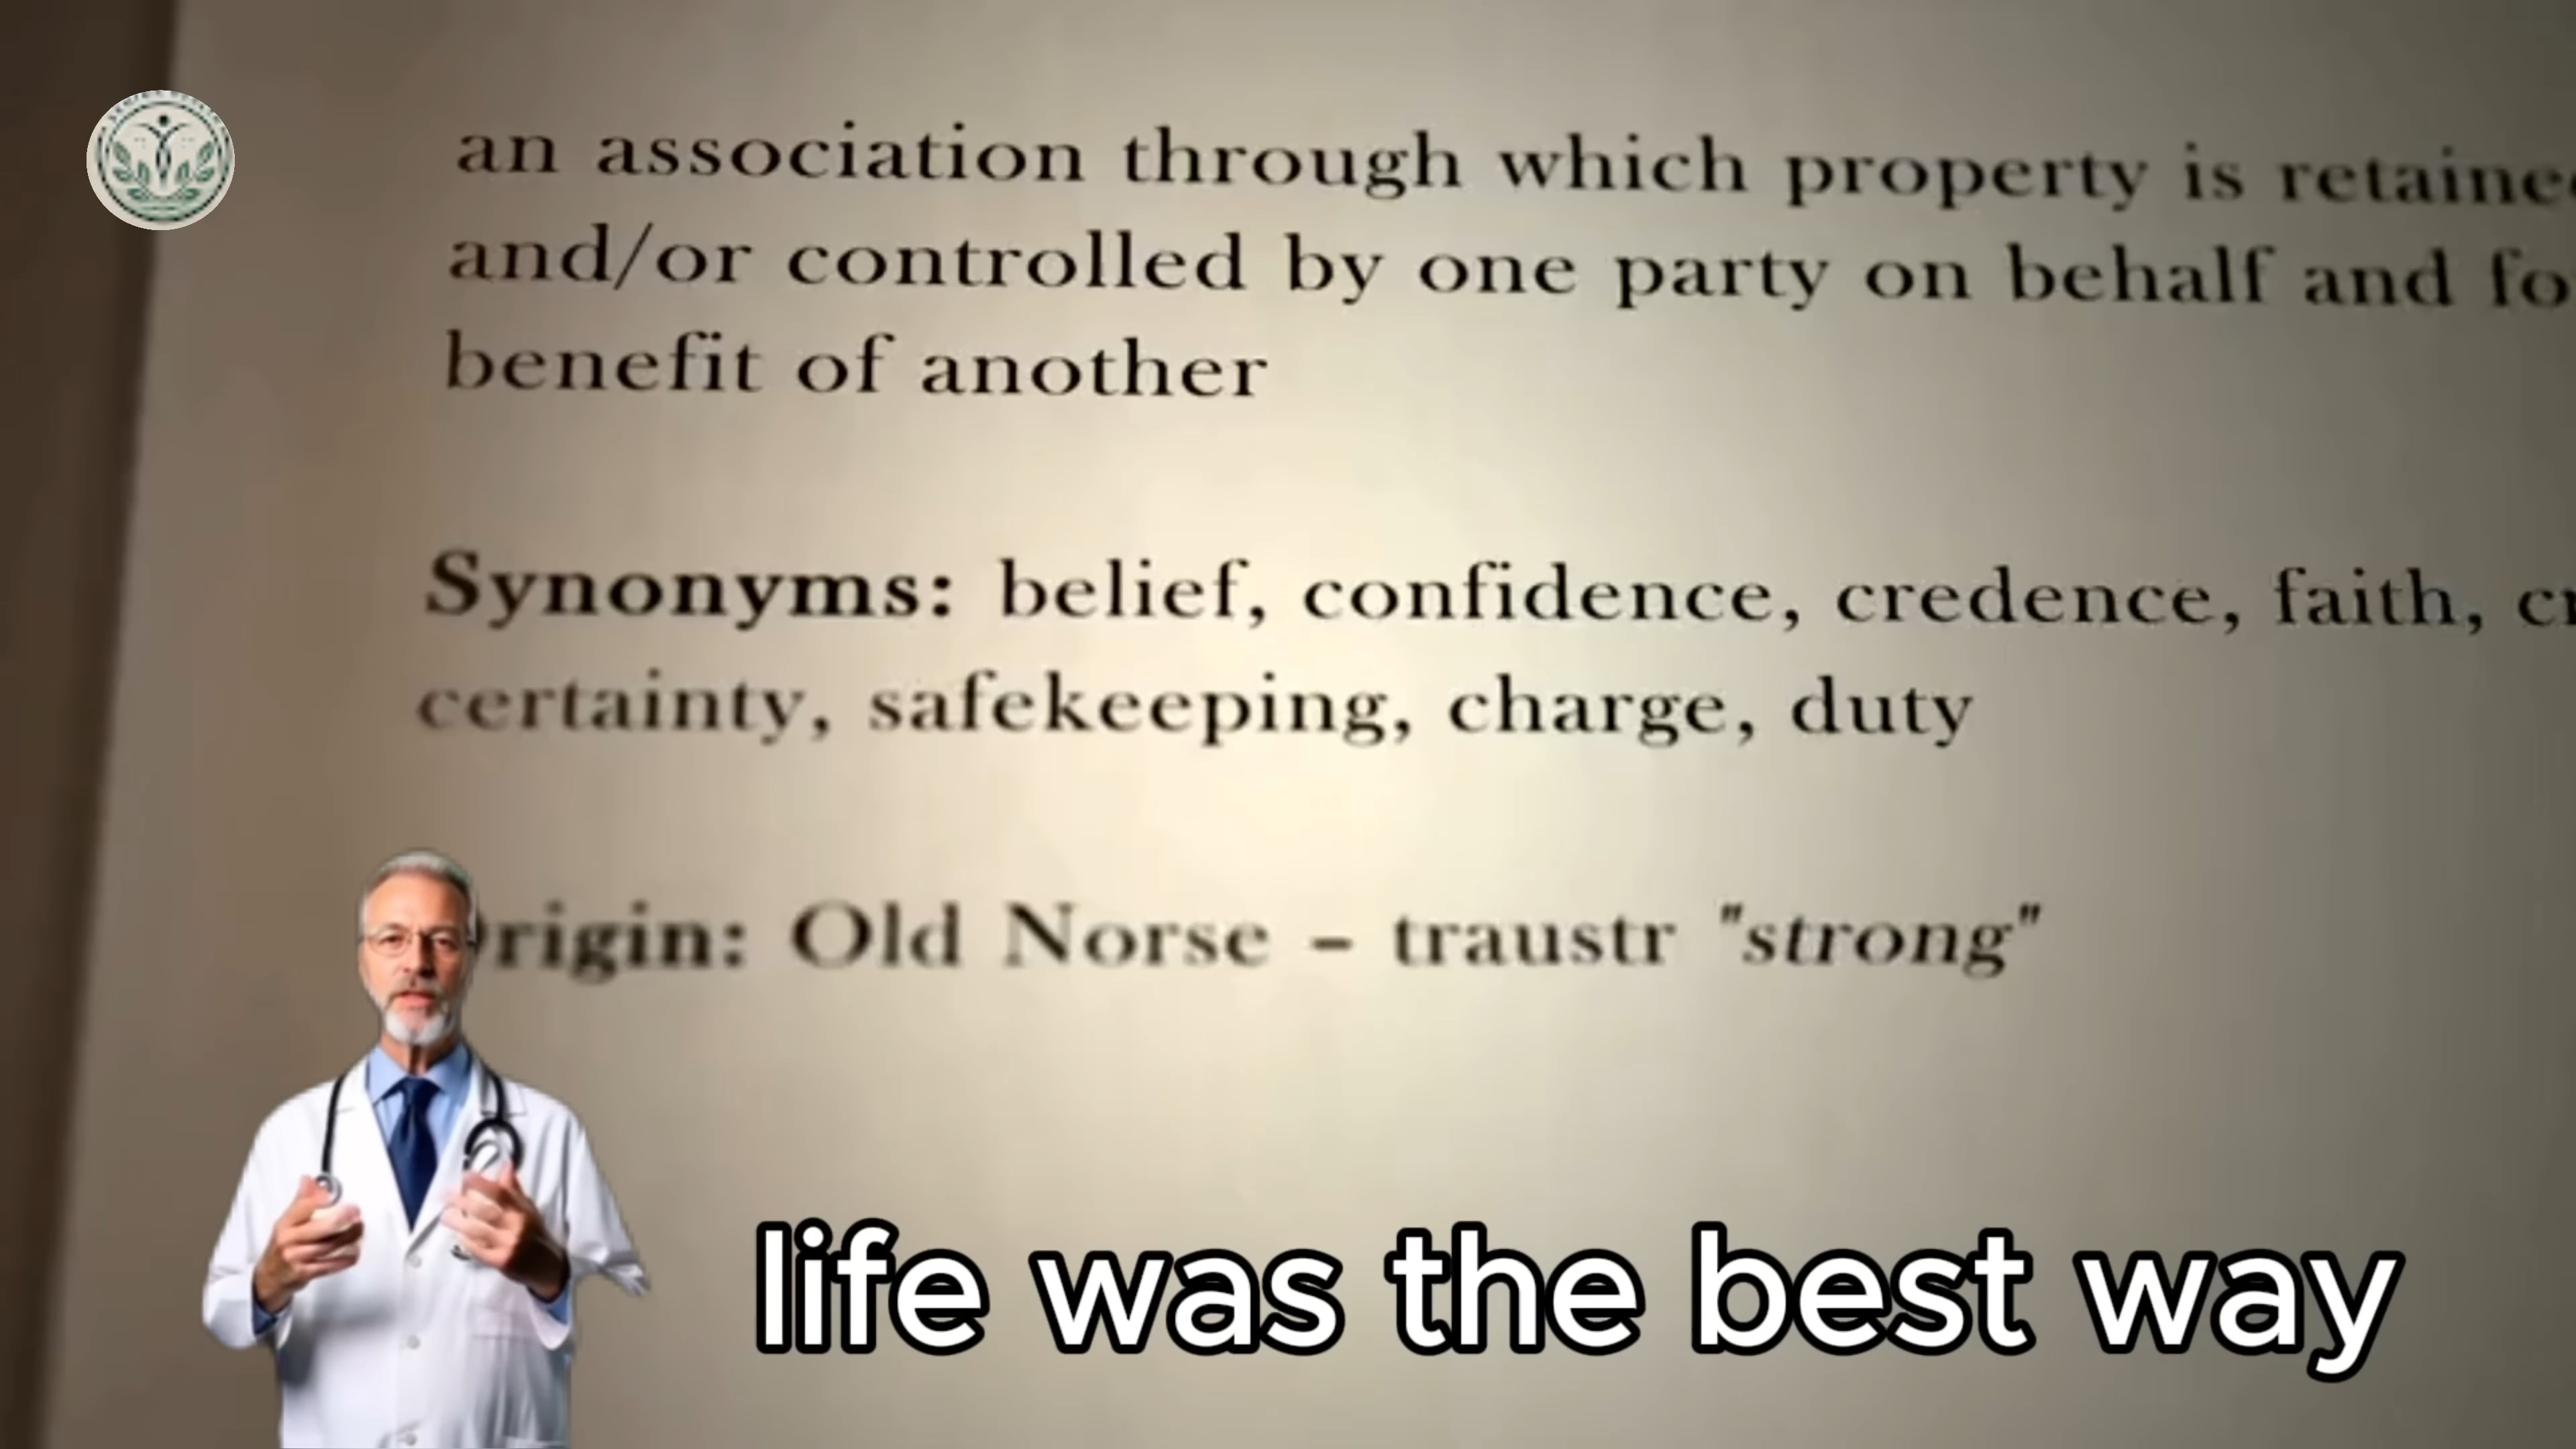 an association through which property is
and/or controlled by one party on behalf and
benefit of another
Synonyms: belief, confidence, credence, faith,
certainty, safekeeping, charge, duty
rigin: Old Norse – traustr "strong"
life was the best way